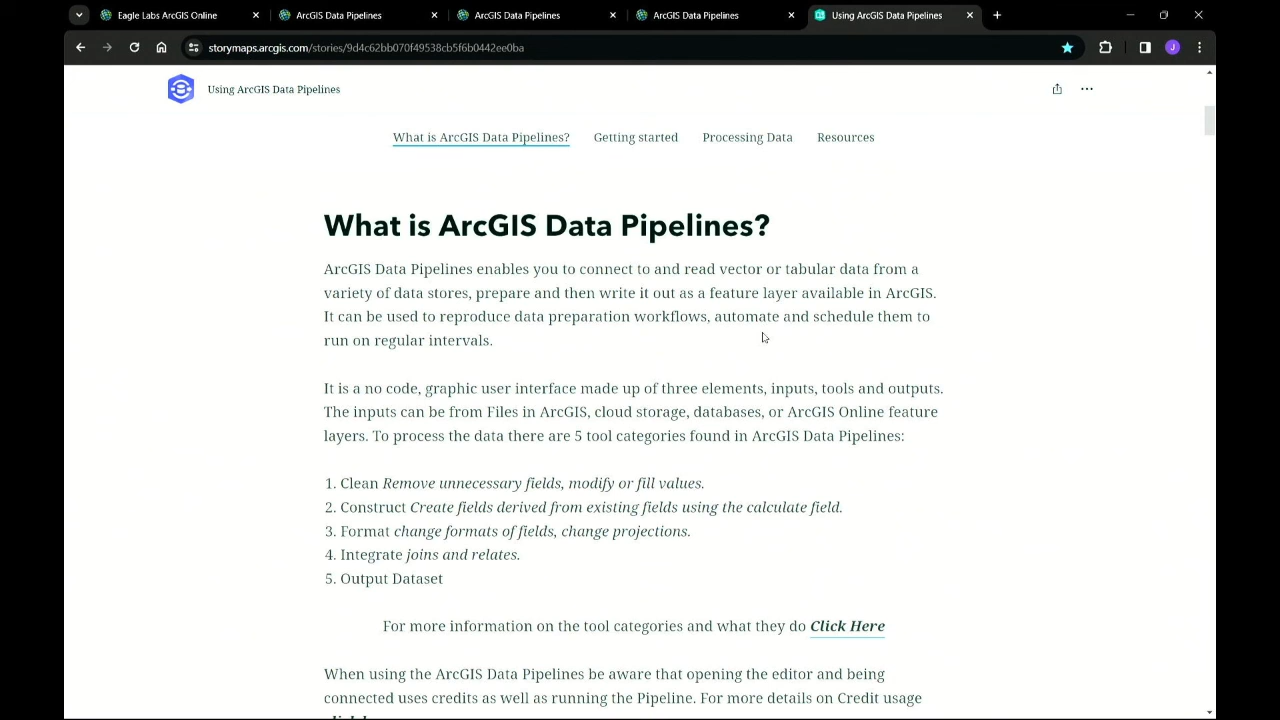 Eagle Labs ArcGIS Online
ArcGIS Data Pipelines
ArcGIS Data Pipelines
ArcGIS Data Pipelines
Using ArcGIS Data Pipelines
storymaps.arcgis.com/stories/9d4c62bb070f49538cb5f6b0442ee0ba
J
Using ArcGIS Data Pipelines
What is ArcGIS Data Pipelines?
Getting started
Processing Data
Resources
What is ArcGIS Data Pipelines?
ArcGIS Data Pipelines enables you to connect to and read vector or tabular data from a
variety of data stores, prepare and then write it out as a feature layer available in ArcGIS.
It can be used to reproduce data preparation workflows, automate and schedule them to
run on regular intervals.
It is a no code, graphic user interface made up of three elements, inputs, tools and outputs.
The inputs can be from Files in ArcGIS, cloud storage, databases, or ArcGIS Online feature
layers. To process the data there are 5 tool categories found in ArcGIS Data Pipelines:
1. Clean Remove unnecessary fields, modify or fill values.
2. Construct Create fields derived from existing fields using the calculate field.
3. Format change formats of fields, change projections.
4. Integrate joins and relates.
5. Output Dataset
For more information on the tool categories and what they do Click Here
When using the ArcGIS Data Pipelines be aware that opening the editor and being
connected uses credits as well as running the Pipeline. For more details on Credit usage